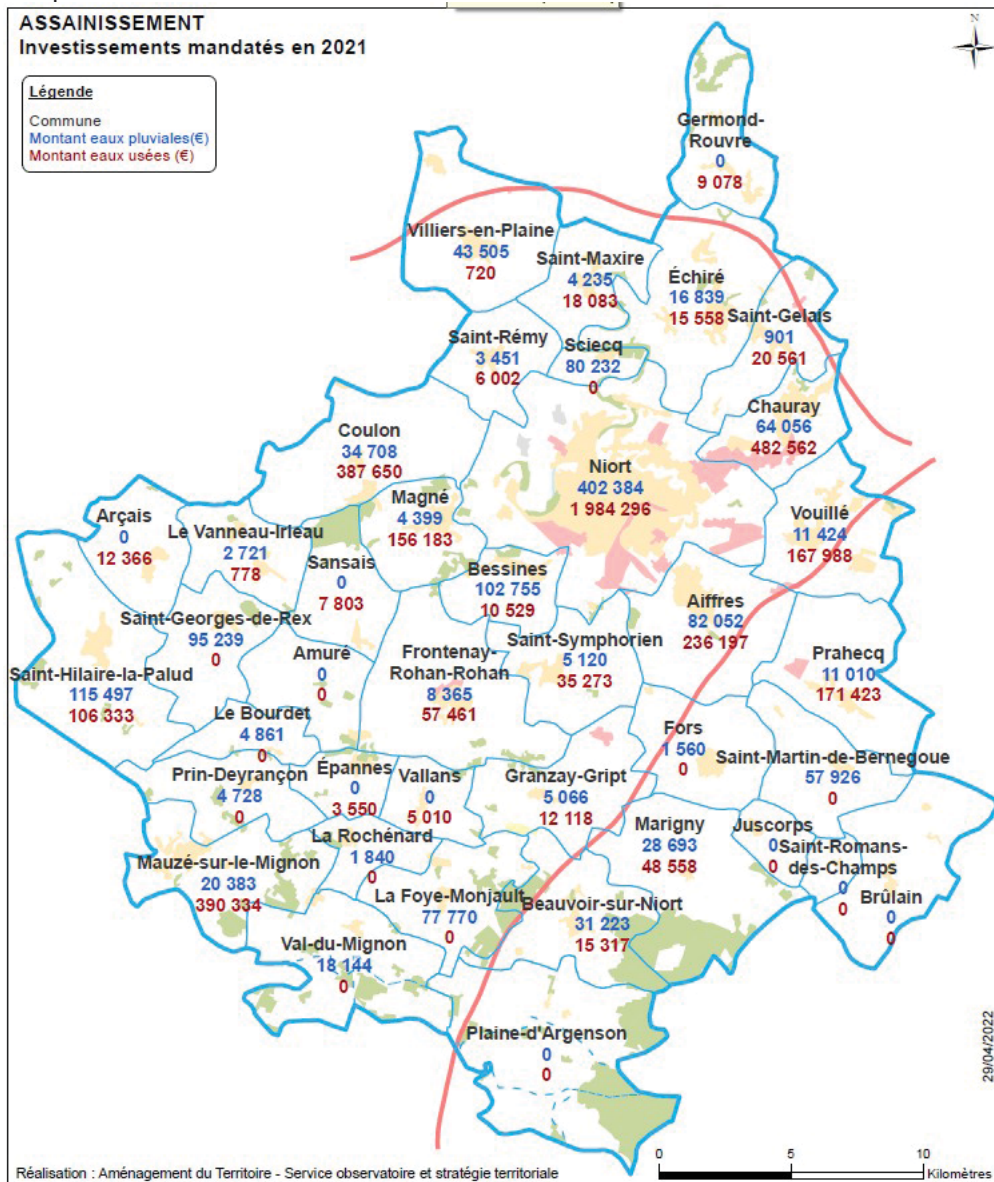 ASSAINISSEMENT
Investissements mandatés en 2021
N
Légende
Commune
Montant eaux pluviales(€)
Montant eaux usées (€)
Germond-
Rouvre
0
9 078
Villiers-en-Plaine
43 505
720
Saint-Maxire
4 235
18 083
Échiré
16 839
15 558
Saint-Gelais
901
20 561
Saint-Rémy
3 451
6 002
Sciecq
80 232
0
Chauray
64 056
482 562
Coulon
34 708
387 650
Niort
402 384
1 984 296
Magné
4 399
156 183
Vouillé
11 424
167 988
Arçais
0
12 366
Le Vanneau-Irleau
2 721
778
Sansais
0
7 803
Bessines
102 755
10 529
Aiffres
82 052
236 197
Saint-Georges-de-Rex
95 239
0
Amuré
0
0
Frontenay-
Rohan-Rohan
8 365
57 461
Saint-Symphorien
5 120
35 273
Prahecq
11 010
171 423
Saint-Hilaire-la-Palud
115 497
106 333
Le Bourdet
4 861
0
Fors
1 560
0
Saint-Martin-de-Bernegoue
57 926
0
Prin-Deyrançon
4 728
0
Épannes
0
3 550
Vallans
0
5 010
Granzay-Gript
5 066
12 118
Marigny
28 693
48 558
Juscorps
0
0
Saint-Romans-
des-Champs
0
0
Brûlain
0
0
La Rochénard
1 840
0
Mauzé-sur-le-Mignon
20 383
390 334
La Foye-Monjault
77 770
0
Beauvoir-sur-Niort
31 223
15 317
Val-du-Mignon
18 144
0
Plaine-d'Argenson
0
0
29/04/2022
Réalisation : Aménagement du Territoire - Service observatoire et stratégie territoriale
0 5 10
Kilomètres